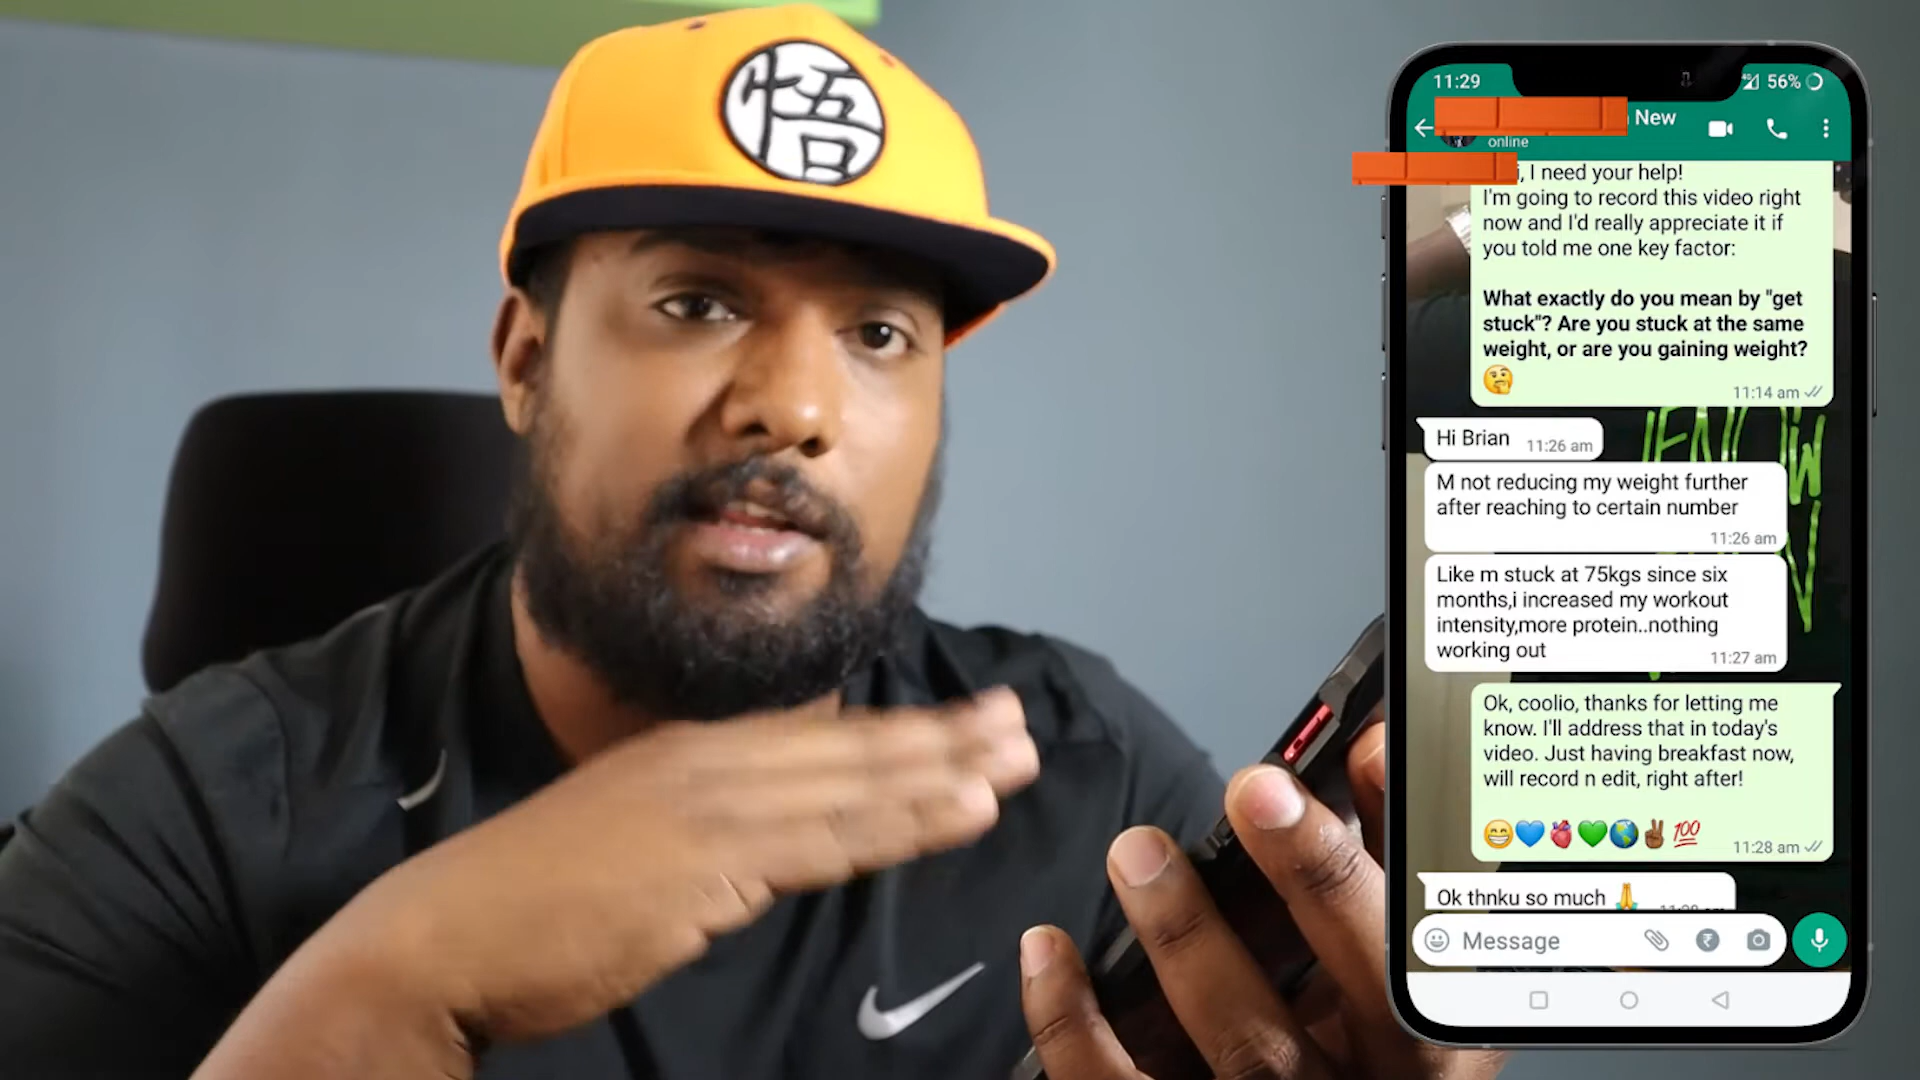 悟
11:29
56%
New
online
i, I need your help!
I'm going to record this video right
now and I'd really appreciate it if
you told me one key factor:
What exactly do you mean by "get
stuck"? Are you stuck at the same
weight, or are you gaining weight?
🤔
11:14 am
Hi Brian
11:26 am
M not reducing my weight further
after reaching to certain number
11:26 am
Like m stuck at 75kgs since six
months,i increased my workout
intensity,more protein..nothing
working out
11:27 am
Ok, coolio, thanks for letting me
know. I'll address that in today's
video. Just having breakfast now,
will record n edit, right after!
😁💙🫀💚🌎✌🏾💯
11:28 am
Ok thnku so much 🙏
Message